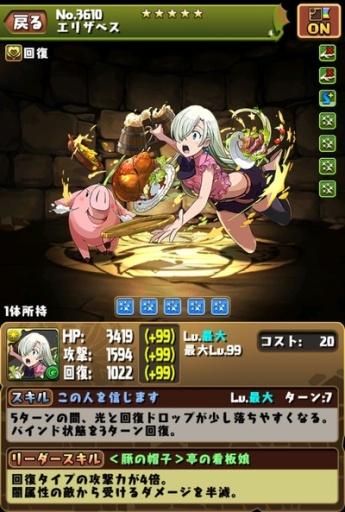 戻る
No.3610
エリザベス
ON
回復
1体所持
HP: 3419 (+99) Lv.最大
攻撃: 1594 (+99) 最大Lv.99
回復: 1022 (+99)
コスト: 20
スキル この人を信じます Lv.最大 ターン:7
5ターンの間、光と回復ドロップが少し落ちやすくなる。
バインド状態を3ターン回復。
リーダースキル <豚の帽子>亭の看板娘
回復タイプの攻撃力が4倍。
闇属性の敵から受けるダメージを半減。